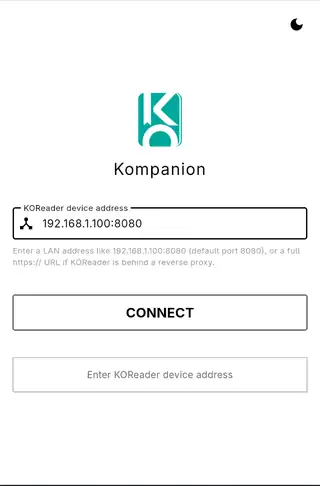 KO
Kompanion
KOReader device address
192.168.1.100:8080
Enter a LAN address like 192.168.1.100:8080 (default port 8080), or a full
https:// URL if KOReader is behind a reverse proxy.
CONNECT
Enter KOReader device address